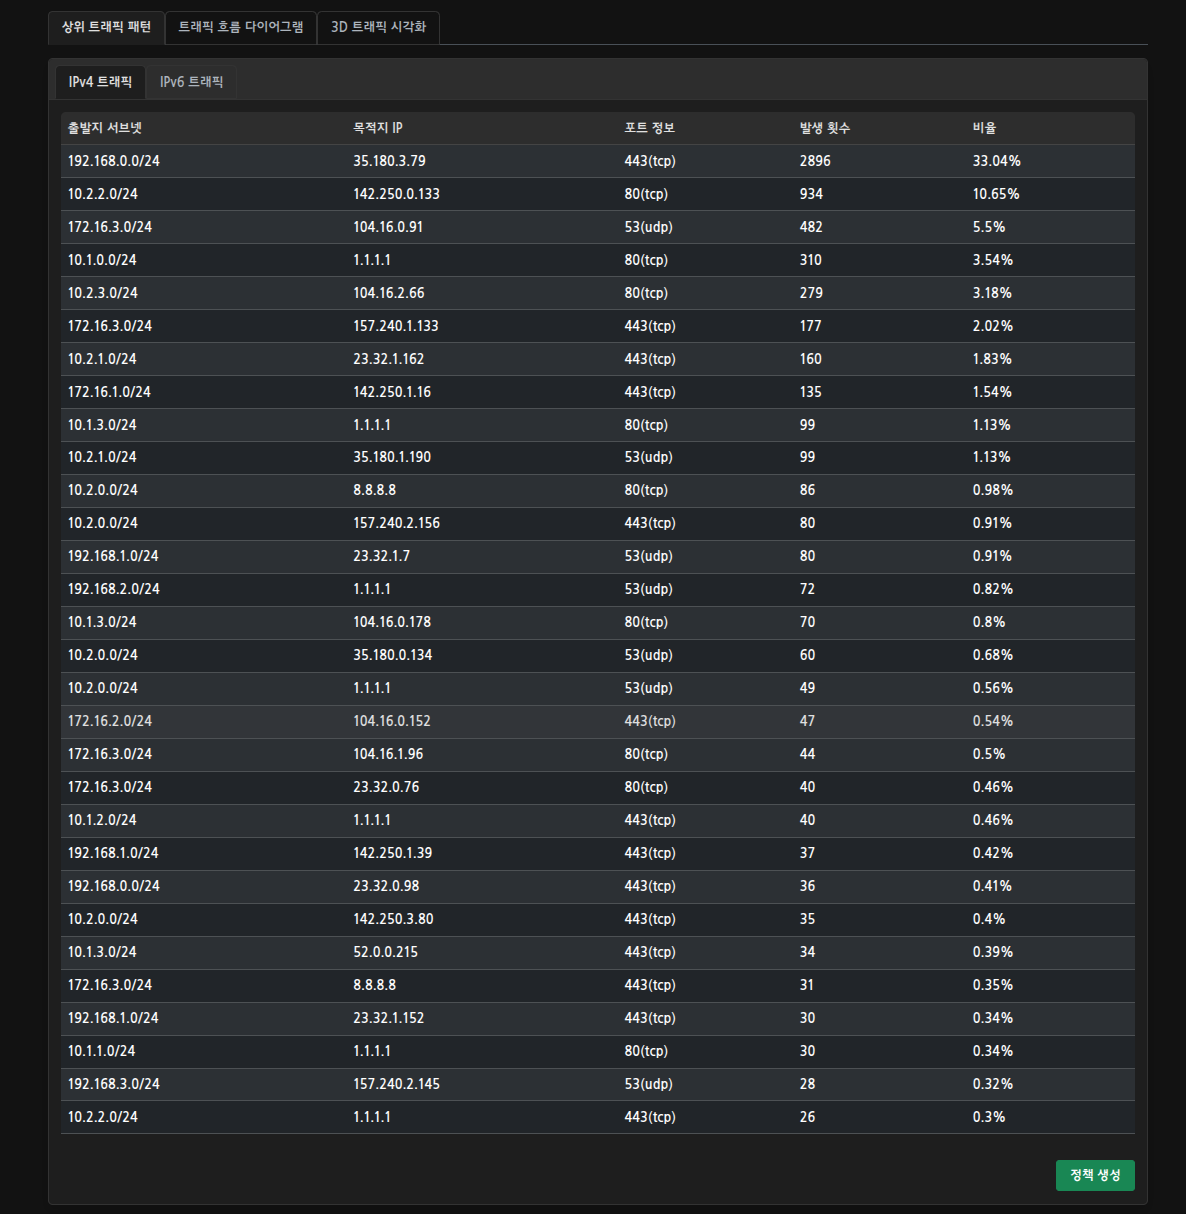 상위 트래픽 패턴 트래픽 흐름 다이어그램 3D 트래픽 시각화
IPv4 트래픽 IPv6 트래픽
출발지 서브넷 목적지 IP 포트 정보 발생 횟수 비율
192.168.0.0/24 35.180.3.79 443(tcp) 2896 33.04%
10.2.2.0/24 142.250.0.133 80(tcp) 934 10.65%
172.16.3.0/24 104.16.0.91 53(udp) 482 5.5%
10.1.0.0/24 1.1.1.1 80(tcp) 310 3.54%
10.2.3.0/24 104.16.2.66 80(tcp) 279 3.18%
172.16.3.0/24 157.240.1.133 443(tcp) 177 2.02%
10.2.1.0/24 23.32.1.162 443(tcp) 160 1.83%
172.16.1.0/24 142.250.1.16 443(tcp) 135 1.54%
10.1.3.0/24 1.1.1.1 80(tcp) 99 1.13%
10.2.1.0/24 35.180.1.190 53(udp) 99 1.13%
10.2.0.0/24 8.8.8.8 80(tcp) 86 0.98%
10.2.0.0/24 157.240.2.156 443(tcp) 80 0.91%
192.168.1.0/24 23.32.1.7 53(udp) 80 0.91%
192.168.2.0/24 1.1.1.1 53(udp) 72 0.82%
10.1.3.0/24 104.16.0.178 80(tcp) 70 0.8%
10.2.0.0/24 35.180.0.134 53(udp) 60 0.68%
10.2.0.0/24 1.1.1.1 53(udp) 49 0.56%
172.16.2.0/24 104.16.0.152 443(tcp) 47 0.54%
172.16.3.0/24 104.16.1.96 80(tcp) 44 0.5%
172.16.3.0/24 23.32.0.76 80(tcp) 40 0.46%
10.1.2.0/24 1.1.1.1 443(tcp) 40 0.46%
192.168.1.0/24 142.250.1.39 443(tcp) 37 0.42%
192.168.0.0/24 23.32.0.98 443(tcp) 36 0.41%
10.2.0.0/24 142.250.3.80 443(tcp) 35 0.4%
10.1.3.0/24 52.0.0.215 443(tcp) 34 0.39%
172.16.3.0/24 8.8.8.8 443(tcp) 31 0.35%
192.168.1.0/24 23.32.1.152 443(tcp) 30 0.34%
10.1.1.0/24 1.1.1.1 80(tcp) 30 0.34%
192.168.3.0/24 157.240.2.145 53(udp) 28 0.32%
10.2.2.0/24 1.1.1.1 443(tcp) 26 0.3%
정책 생성